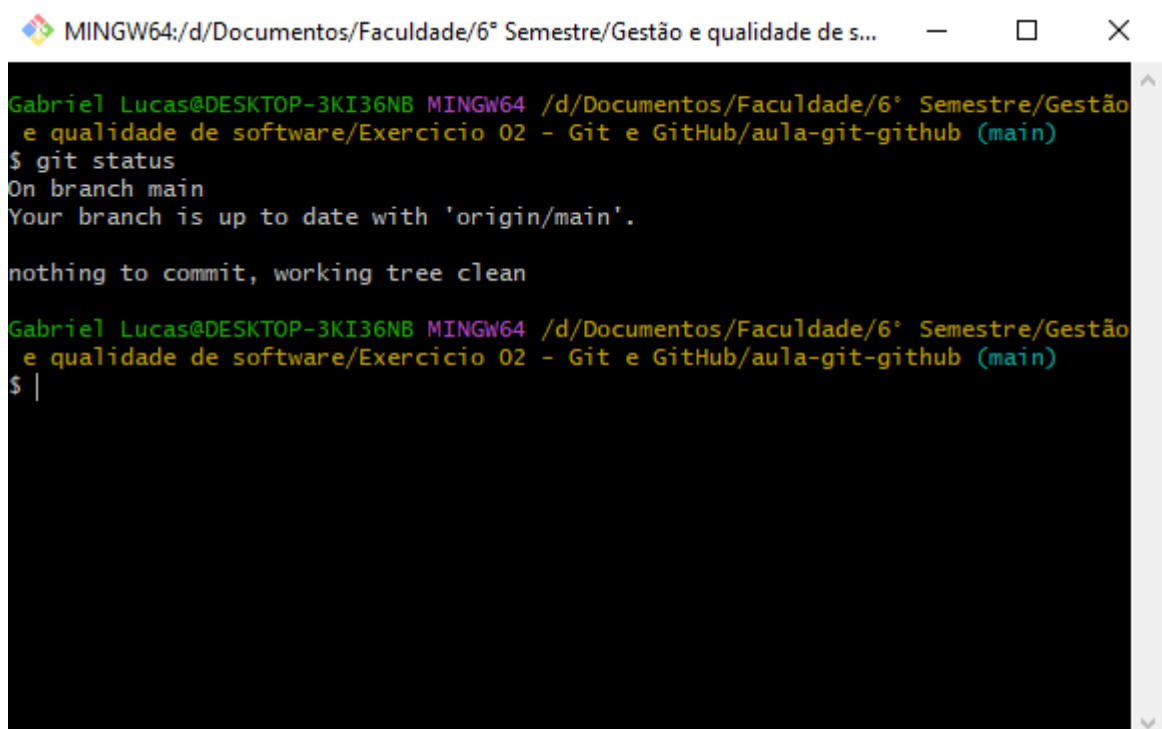 MINGW64:/d/Documentos/Faculdade/6° Semestre/Gestão e qualidade de s...
Gabriel Lucas@DESKTOP-3KI36NB MINGW64 /d/Documentos/Faculdade/6° Semestre/Gestão
e qualidade de software/Exercicio 02 - Git e GitHub/aula-git-github (main)
$ git status
On branch main
Your branch is up to date with 'origin/main'.
nothing to commit, working tree clean
Gabriel Lucas@DESKTOP-3KI36NB MINGW64 /d/Documentos/Faculdade/6° Semestre/Gestão
e qualidade de software/Exercicio 02 - Git e GitHub/aula-git-github (main)
$